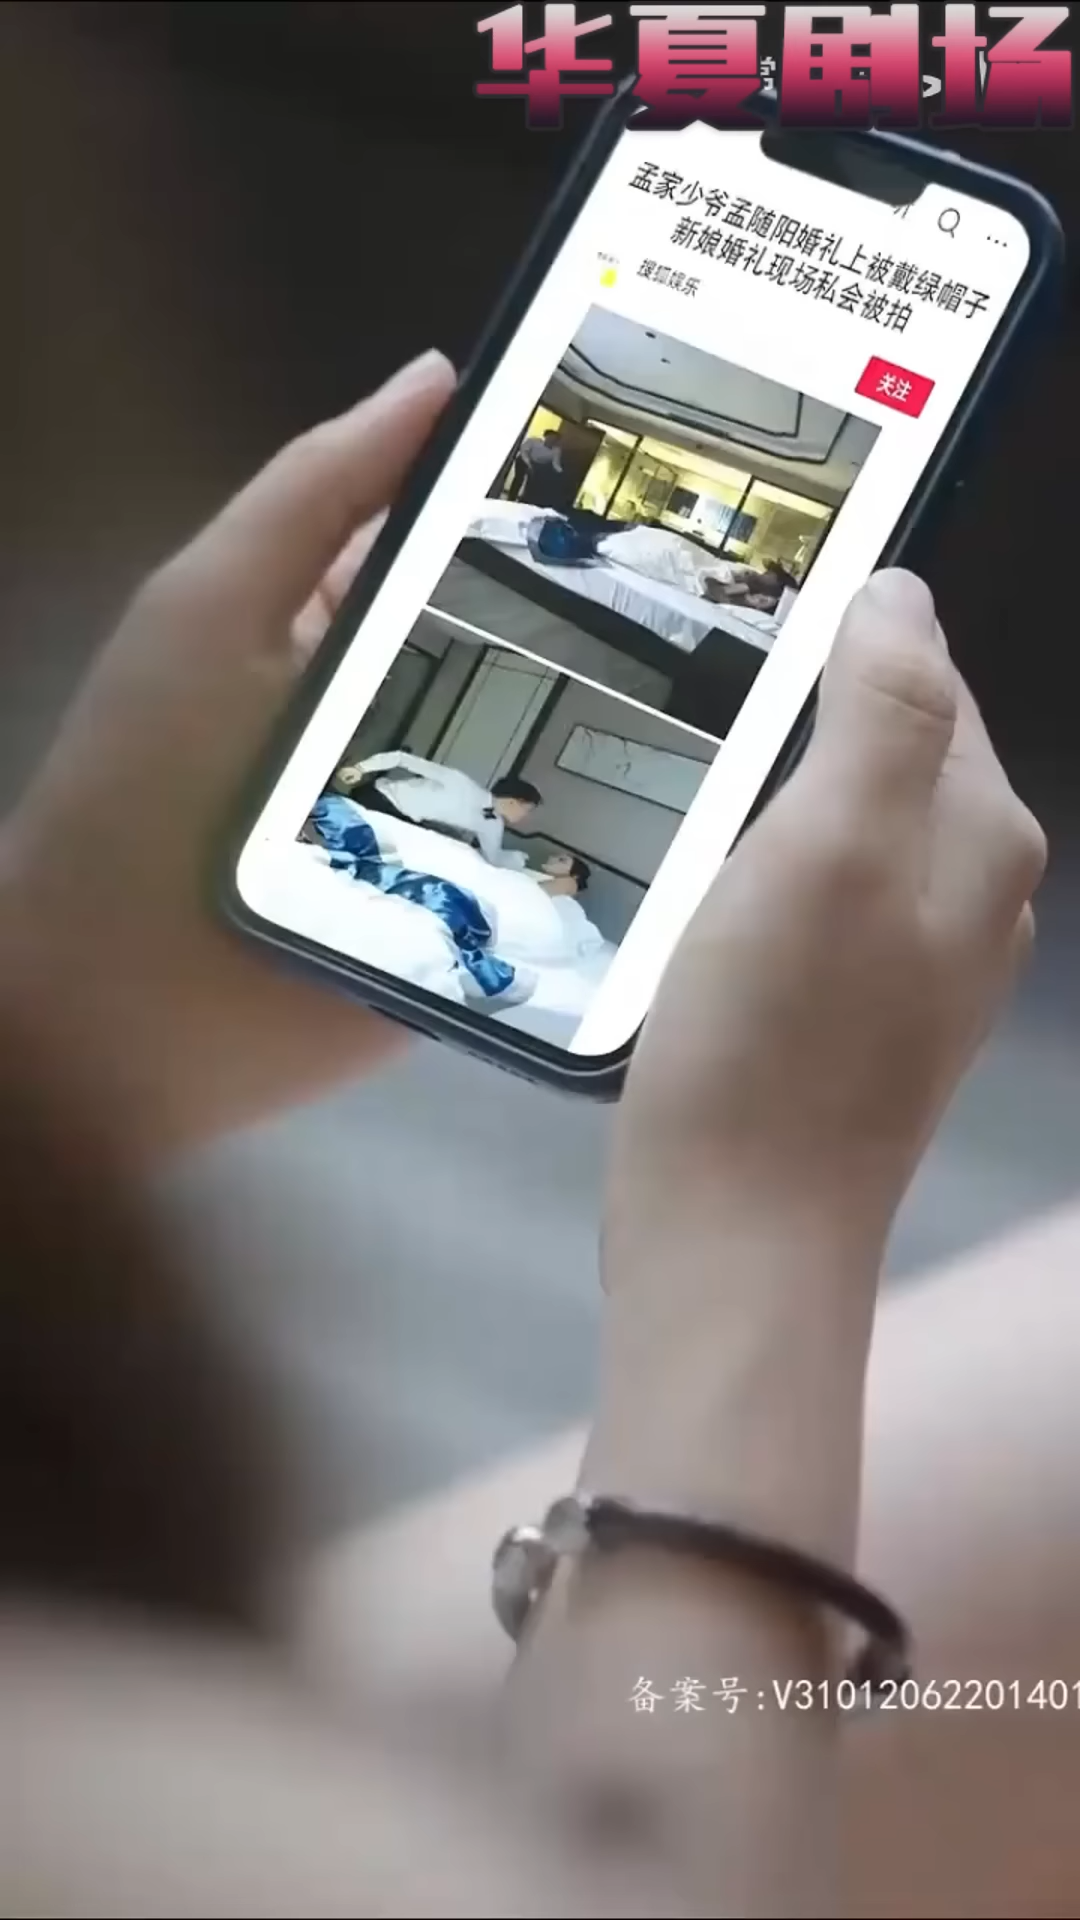 华夏剧场
孟家少爷孟随阳婚礼上被戴绿帽子
新娘婚礼现场私会被拍
搜狐娱乐
关注
备案号:V31012062201401